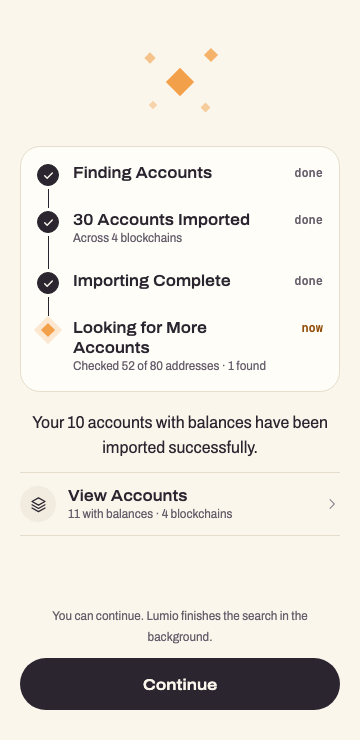 Finding Accounts
done
30 Accounts Imported
done
Across 4 blockchains
Importing Complete
done
Looking for More
now
Accounts
Checked 52 of 80 addresses · 1 found
Your 10 accounts with balances have been
imported successfully.
View Accounts
11 with balances · 4 blockchains
You can continue. Lumio finishes the search in the
background.
Continue